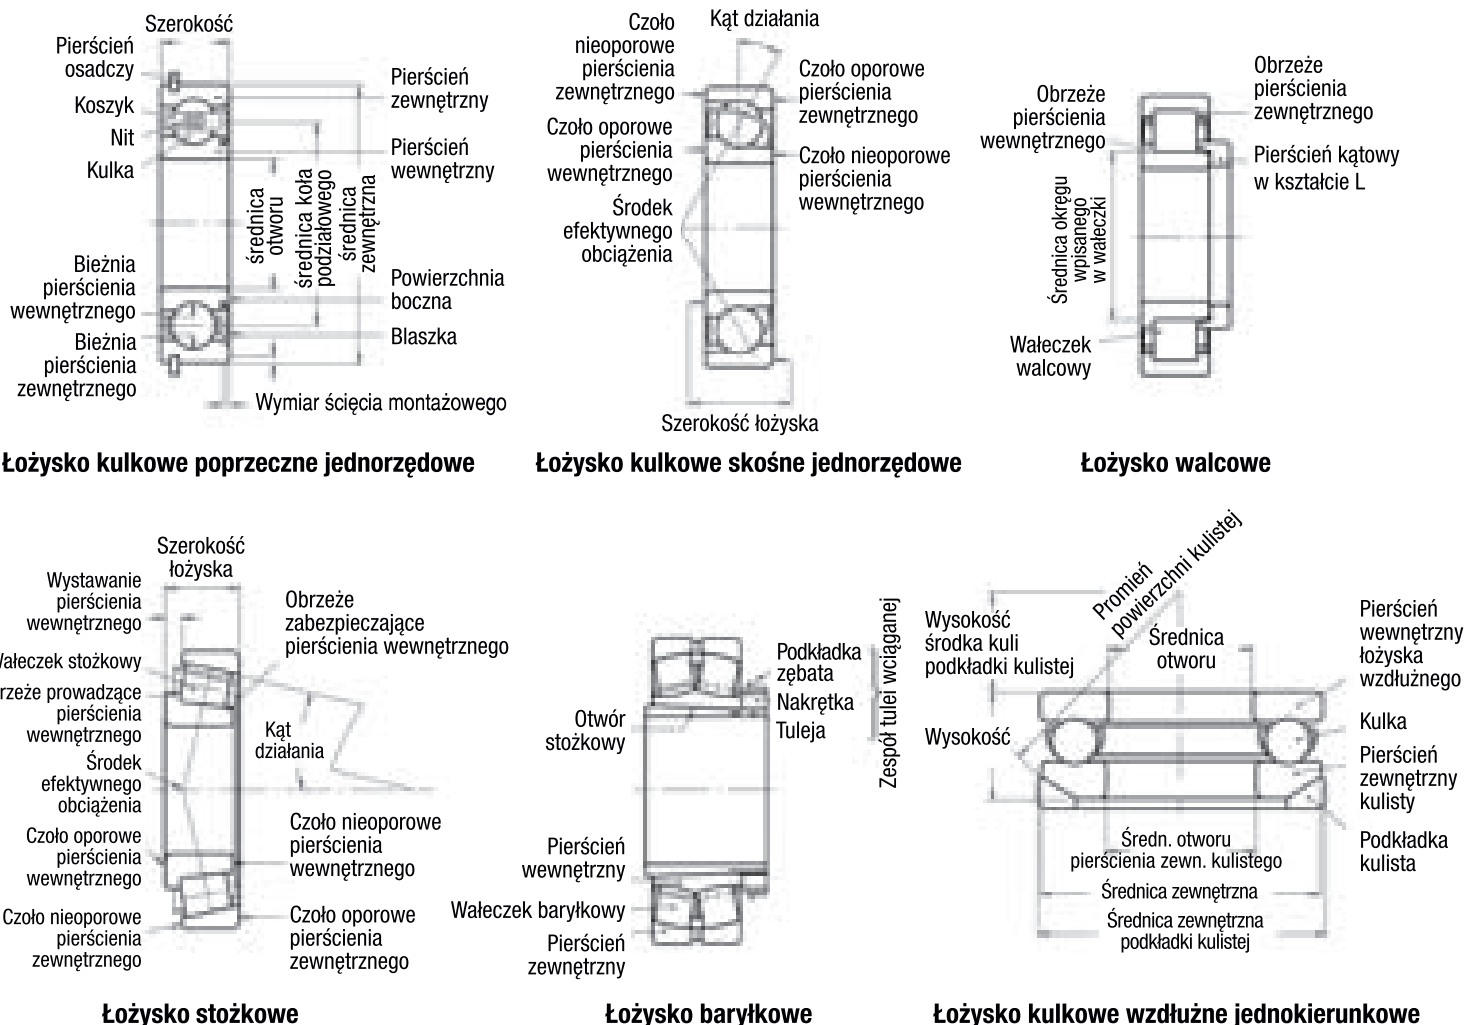 Szerokość
Pierścień
osadczy
Koszyk
Nit
Kulka
Bieżnia
pierścienia
wewnętrznego
Bieżnia
pierścienia
zewnętrznego
średnica
otworu
średnica koła
podziałowego
średnica
zewnętrzna
Pierścień
zewnętrzny
Pierścień
wewnętrzny
Powierzchnia
boczna
Blaszka
Wymiar ścięcia montażowego
Łożysko kulkowe poprzeczne jednorzędowe
Czoło
nieoporowe
pierścienia
zewnętrznego
Czoło oporowe
pierścienia
wewnętrznego
Środek
efektywnego
obciążenia
Kąt działania
Czoło oporowe
pierścienia
zewnętrznego
Czoło nieoporowe
pierścienia
wewnętrznego
Szerokość łożyska
Łożysko kulkowe skośne jednorzędowe
Obrzeże
pierścienia
wewnętrznego
Obrzeże
pierścienia
zewnętrznego
Pierścień kątowy
w kształcie L
Średnica okręgu
wpisanego
w wałeczki
Wałeczek
walcowy
Łożysko walcowe
Szerokość
łożyska
Wystawanie
pierścienia
wewnętrznego
Wałeczek stożkowy
rzeże prowadzące
pierścienia
wewnętrznego
Środek
efektywnego
obciążenia
Czoło oporowe
pierścienia
wewnętrznego
Czoło nieoporowe
pierścienia
zewnętrznego
Obrzeże
zabezpieczające
pierścienia wewnętrznego
Kąt
działania
Czoło nieoporowe
pierścienia
wewnętrznego
Czoło oporowe
pierścienia
zewnętrznego
Łożysko stożkowe
Otwór
stożkowy
Podkładka
zębata
Nakrętka
Tuleja
Zespół tulei wciąganej
Pierścień
wewnętrzny
Wałeczek baryłkowy
Pierścień
zewnętrzny
Łożysko baryłkowe
Promień
powierzchni kulistej
Wysokość
środka kuli
podkładki kulistej
Średnica
otworu
Wysokość
Pierścień
wewnętrzny
łożyska
wzdłużnego
Kulka
Pierścień
zewnętrzny
kulisty
Podkładka
kulista
Średn. otworu
pierścienia zewn. kulistego
Średnica zewnętrzna
Średnica zewnętrzna
podkładki kulistej
Łożysko kulkowe wzdłużne jednokierunkowe